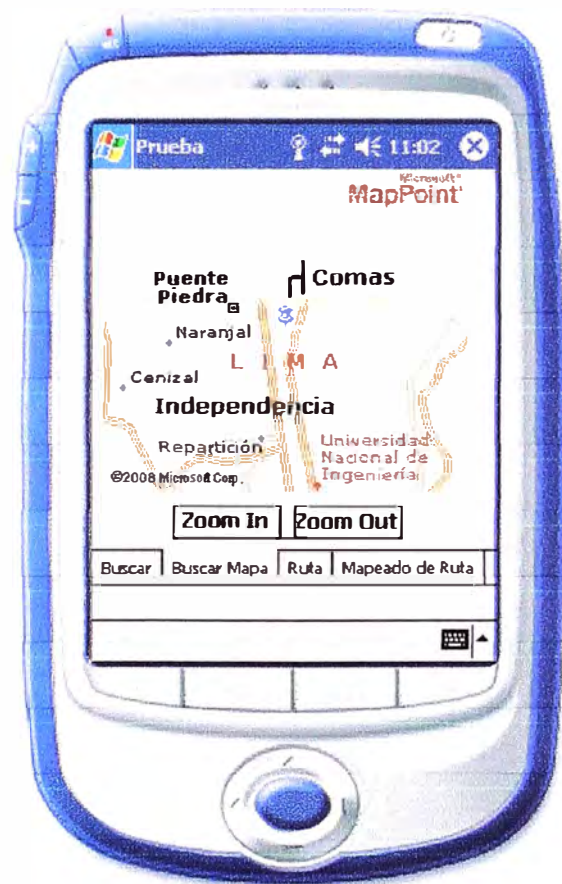 Prueba 11:02
Microsoft®
MapPoint®
Puente
Piedra
Comas
Naranjal
L I M A
Cenizal
Independencia
Repartición
Universidad
Nacional de
Ingeniería
©2008 Microsoft Corp.
Zoom In Zoom Out
Buscar Buscar Mapa Ruta Mapeado de Ruta